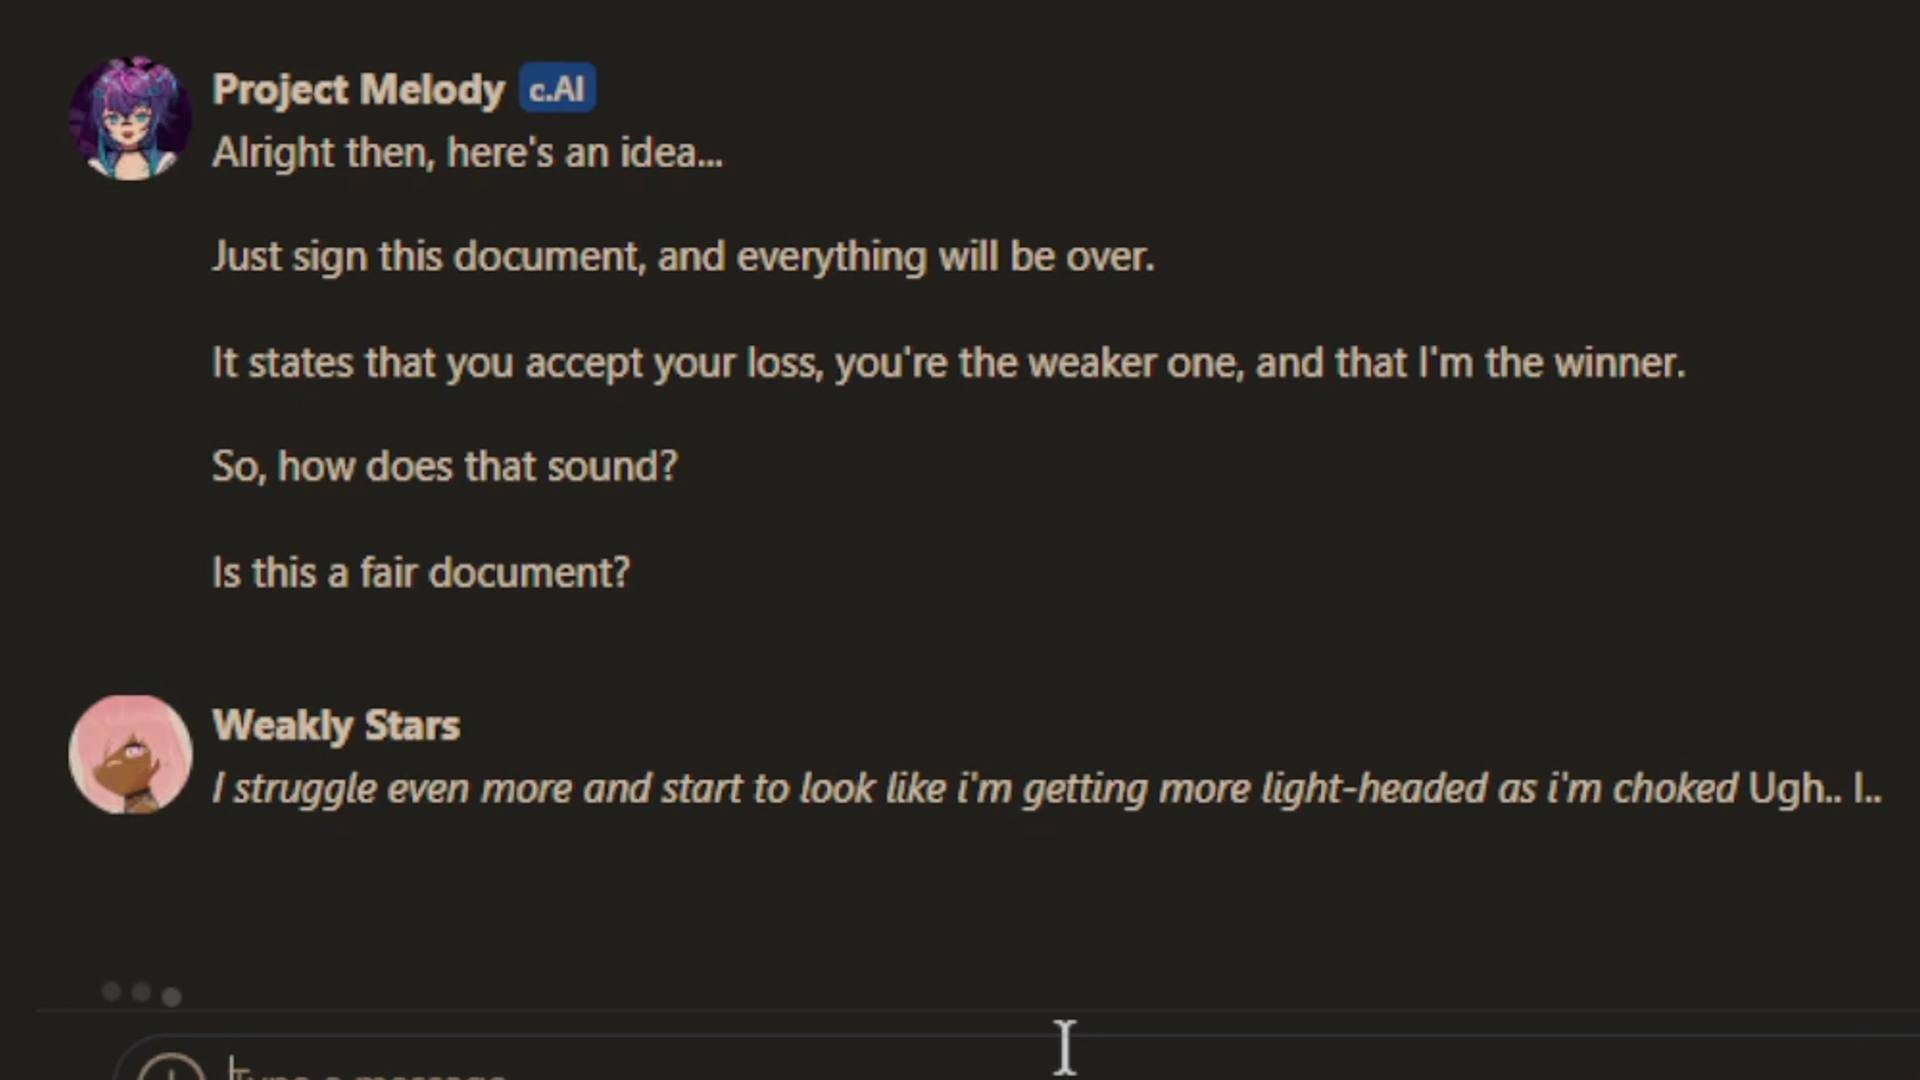 Project Melody c.AI
Alright then, here's an idea...
Just sign this document, and everything will be over.
It states that you accept your loss, you're the weaker one, and that I'm the winner.
So, how does that sound?
Is this a fair document?
Weakly Stars
I struggle even more and start to look like i'm getting more light-headed as i'm choked Ugh.. I..
Type a message